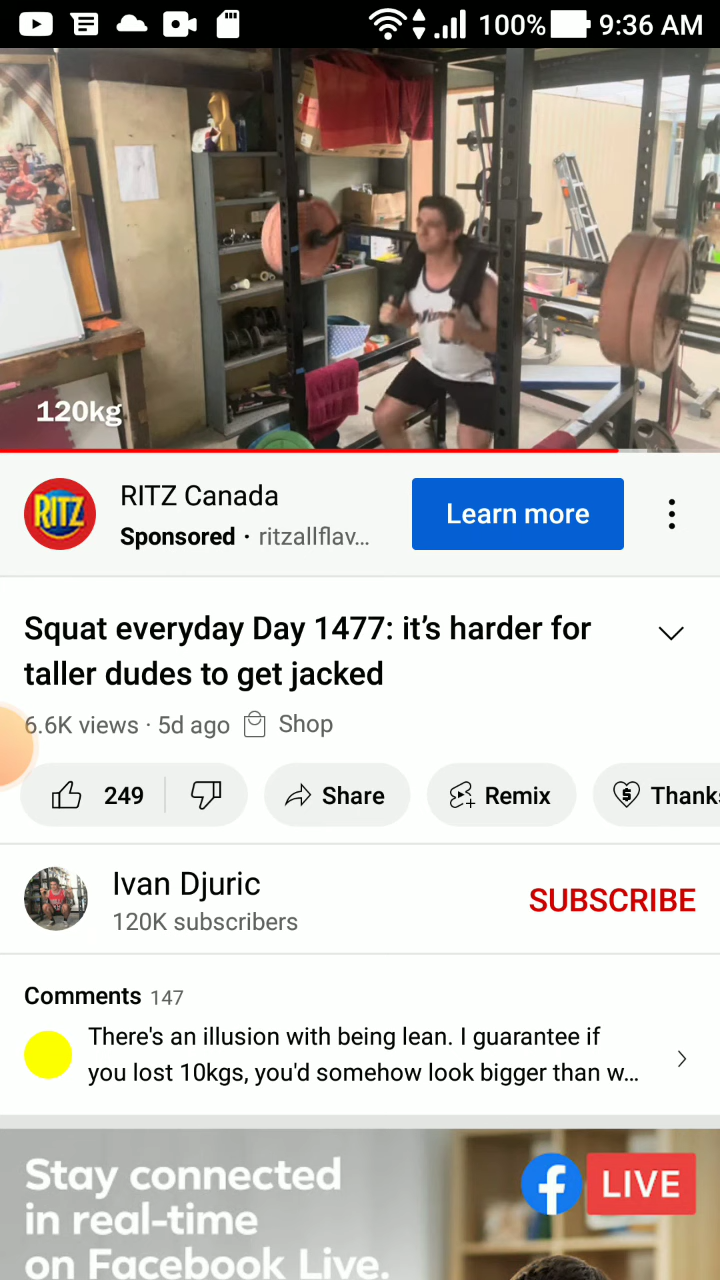 100% 9:36 AM
120kg
RITZ
RITZ Canada
Sponsored · ritzallflav...
Learn more
Squat everyday Day 1477: it's harder for
taller dudes to get jacked
6.6K views · 5d ago Shop
249 Share Remix Thanks
Ivan Djuric
120K subscribers
SUBSCRIBE
Comments 147
There's an illusion with being lean. I guarantee if
you lost 10kgs, you'd somehow look bigger than w...
Stay connected
in real-time
on Facebook Live.
f LIVE